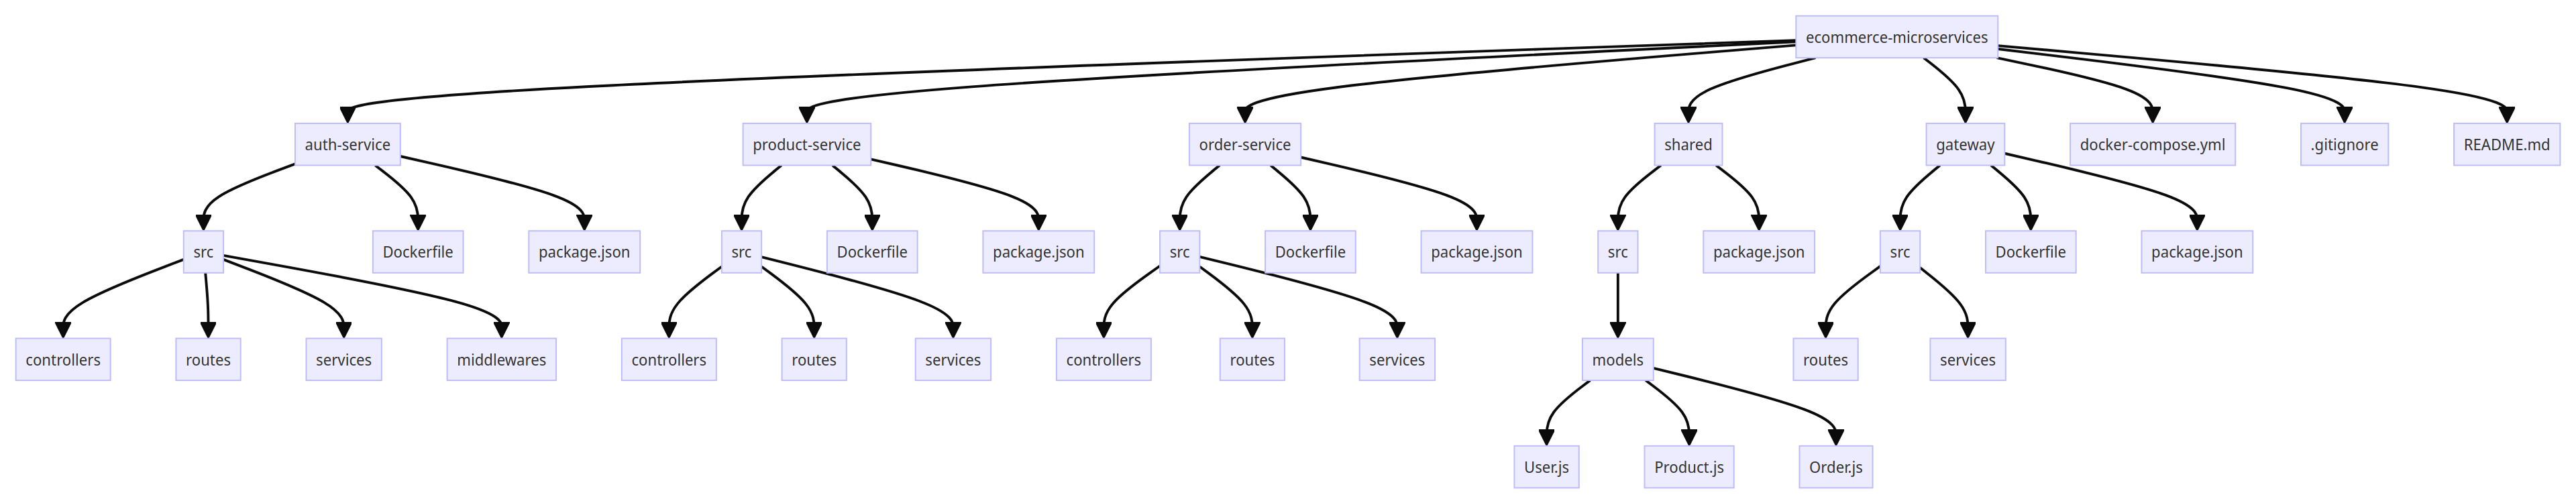 ecommerce-microservices
auth-service
product-service
order-service
shared
gateway
docker-compose.yml
.gitignore
README.md
src
Dockerfile
package.json
src
Dockerfile
package.json
src
Dockerfile
package.json
src
package.json
src
Dockerfile
package.json
controllers
routes
services
middlewares
controllers
routes
services
controllers
routes
services
models
routes
services
User.js
Product.js
Order.js